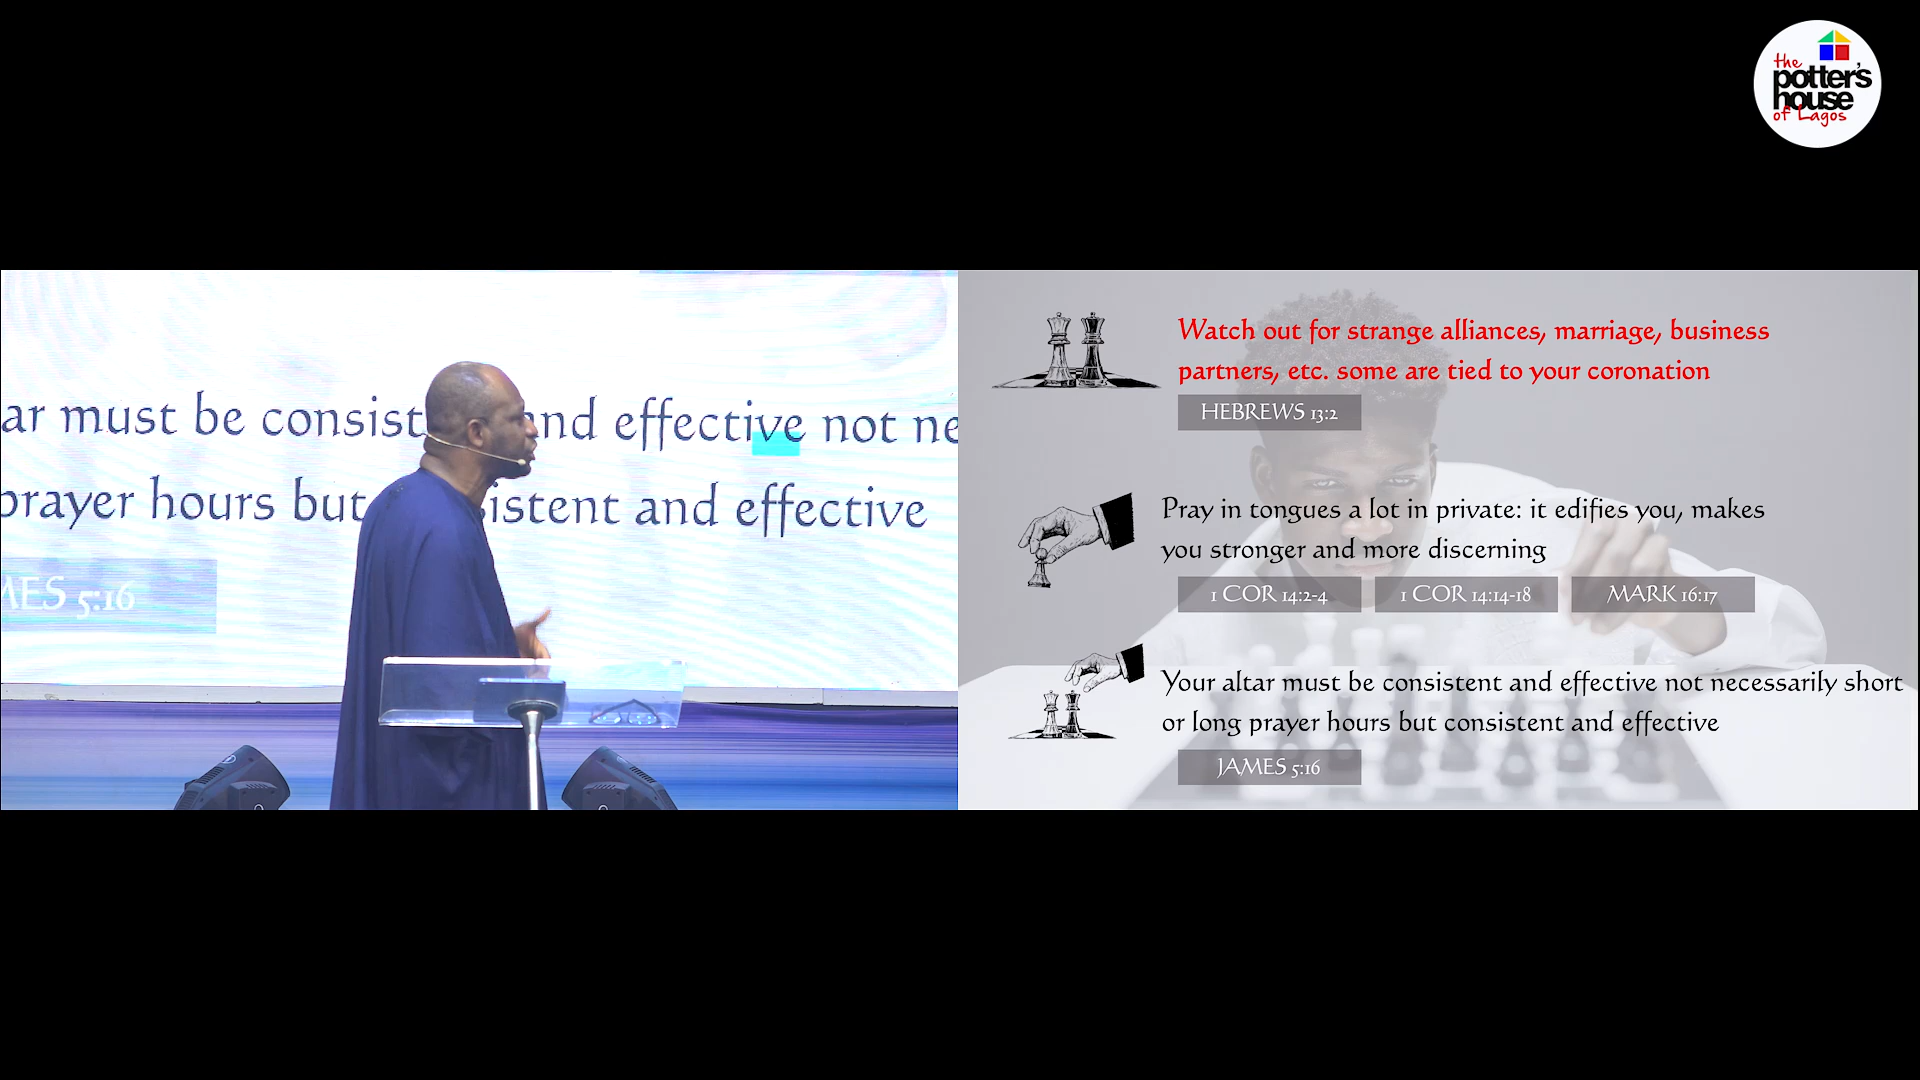 the
potter's
house
of Lagos
ar must be consist nd effective not ne
prayer hours but sistent and effective
MES 5:16
Watch out for strange alliances, marriage, business
partners, etc. some are tied to your coronation
HEBREWS 13:2
Pray in tongues a lot in private: it edifies you, makes
you stronger and more discerning
1 COR 14:2-4 1 COR 14:14-18 MARK 16:17
Your altar must be consistent and effective not necessarily short
or long prayer hours but consistent and effective
JAMES 5:16